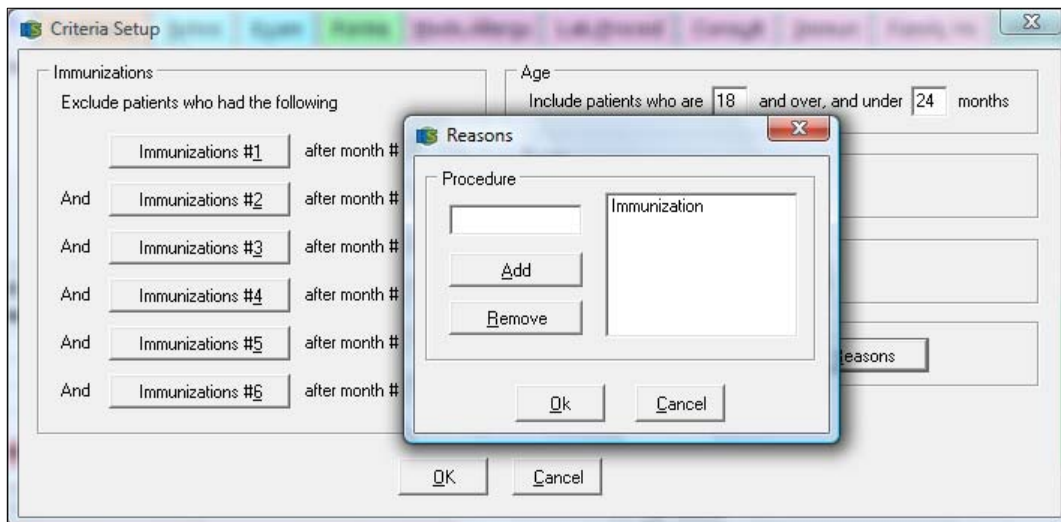 Criteria Setup
Immunizations
Exclude patients who had the following
Immunizations #1 after month #
And Immunizations #2 after month #
And Immunizations #3 after month #
And Immunizations #4 after month #
And Immunizations #5 after month #
And Immunizations #6 after month #
Age
Include patients who are 18 and over, and under 24 months
Reasons
Procedure
Immunization
Add
Remove
Ok Cancel
easons
OK Cancel